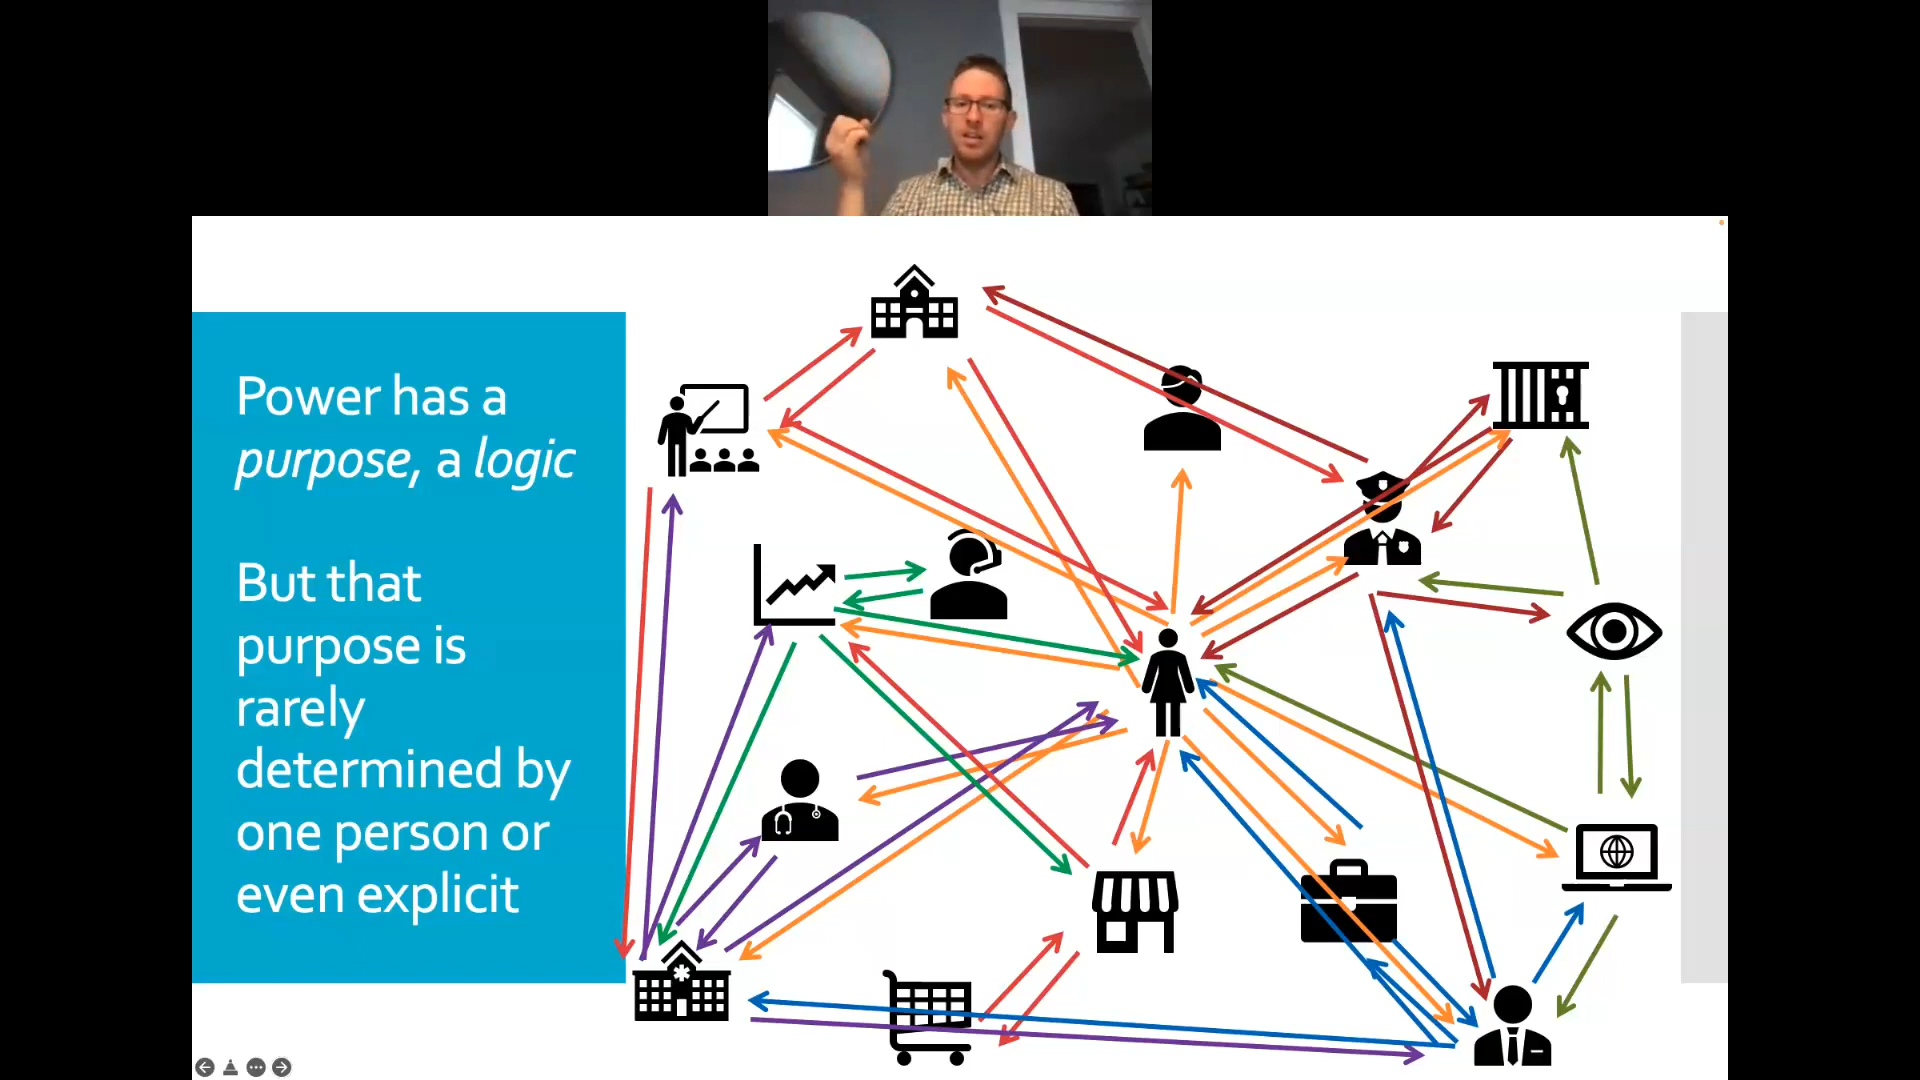 Power has a
purpose, a logic
But that
purpose is
rarely
determined by
one person or
even explicit